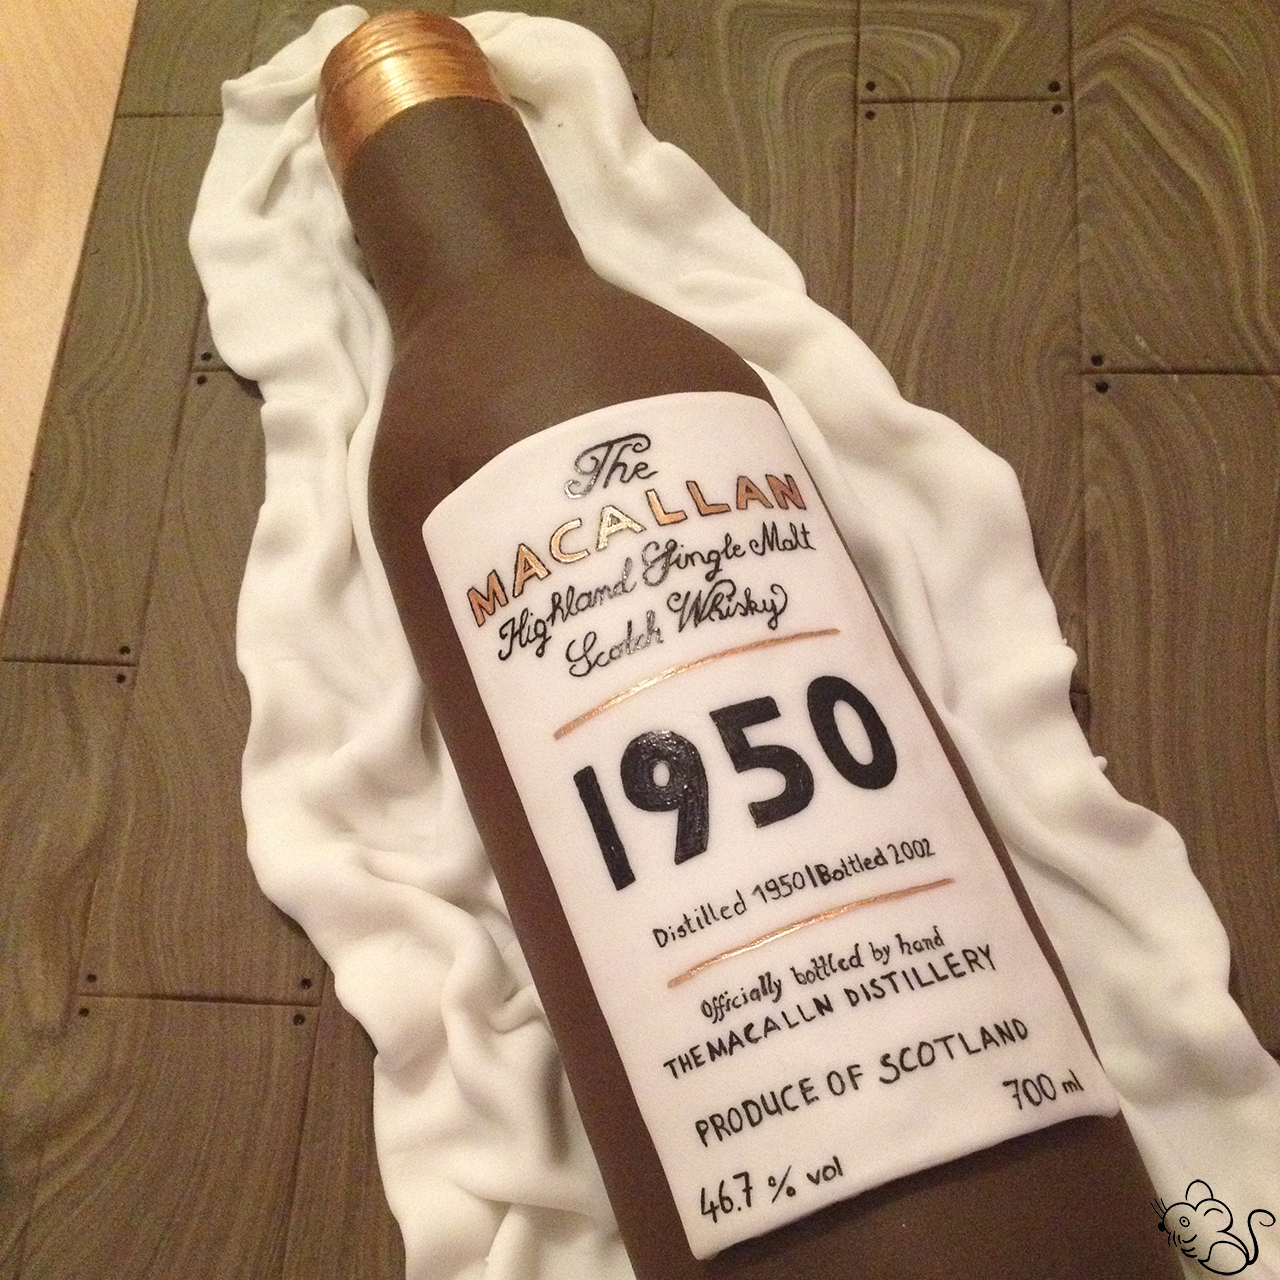 The
MACALLAN
Highland Single Malt
Scotch Whisky
1950
Distilled 1950|Bottled 2002
Officially bottled by hand
THE MACALLN DISTILLERY
PRODUCE OF SCOTLAND
700 ml
46.7 % vol